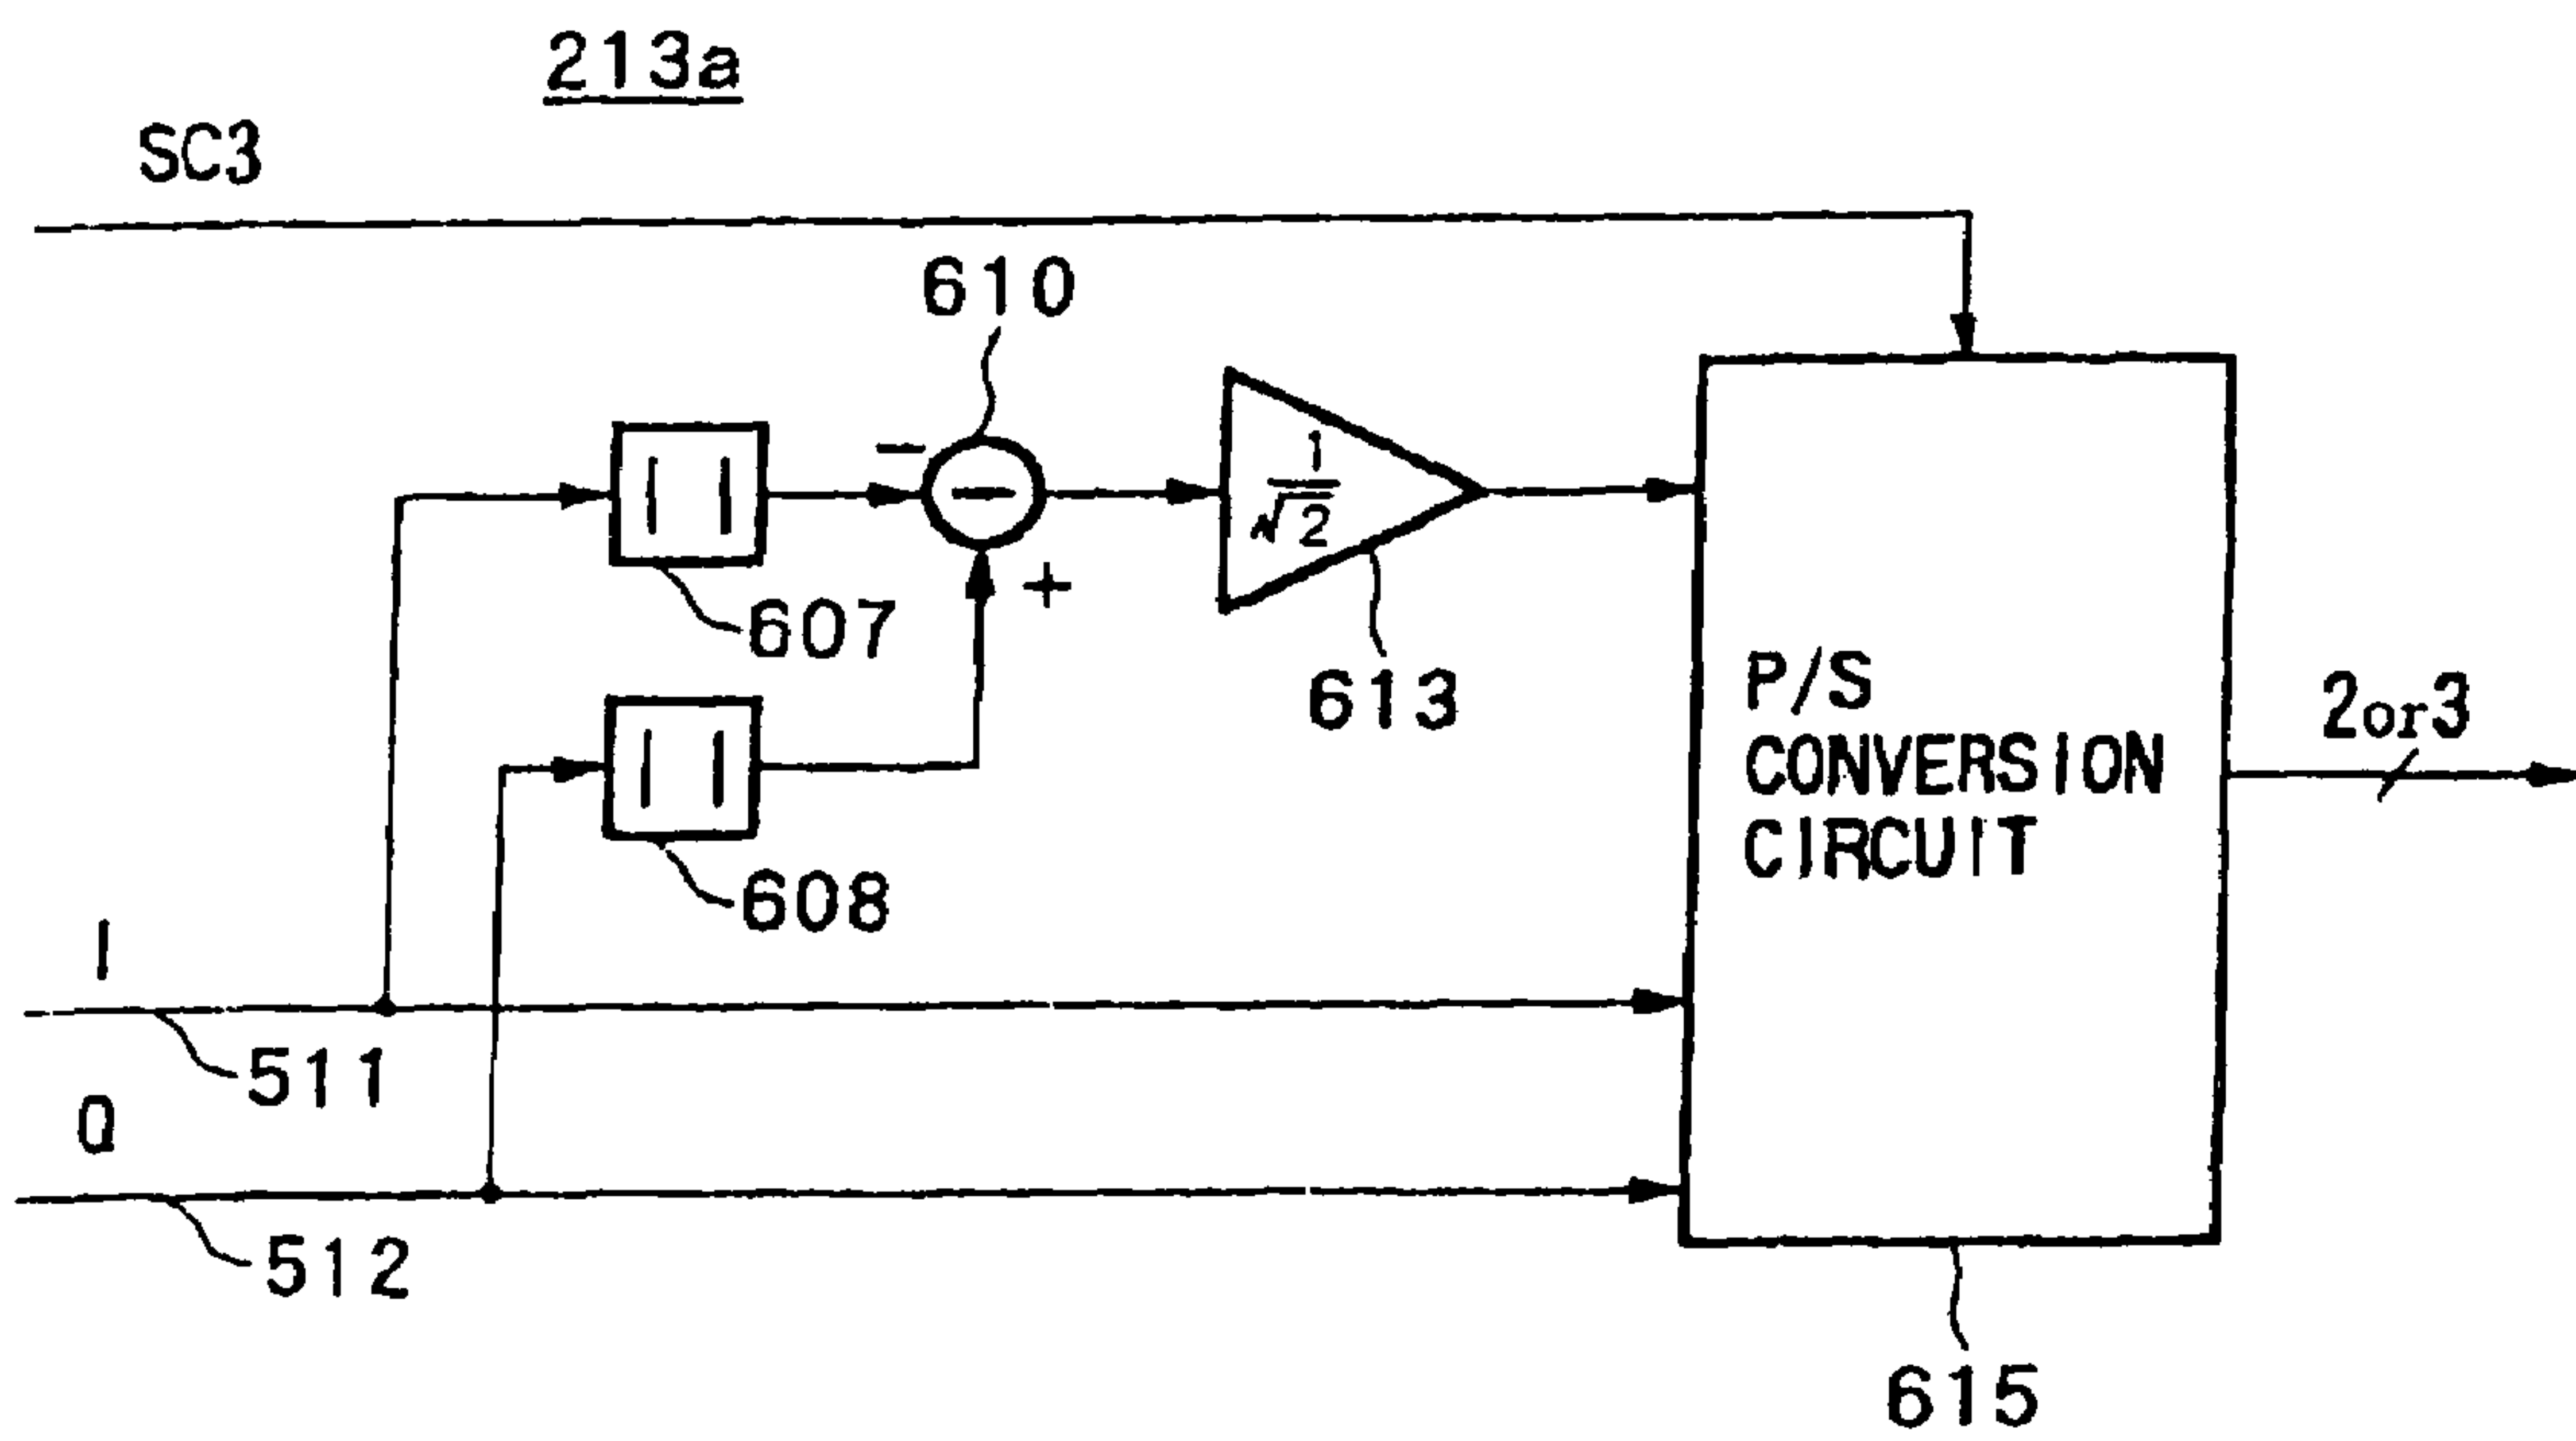 213a
SC3
610
−
1
√2
+
607
613
P/S
CONVERSION
CIRCUIT
2or3
608
I
511
Q
512
615